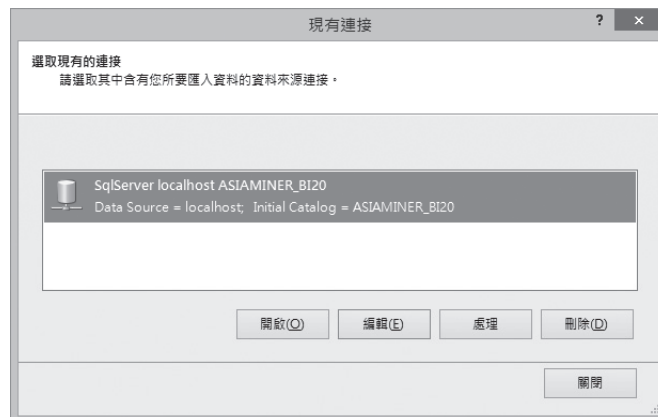 現有連接
? ×
選取現有的連接
請選取其中含有您所要匯入資料的資料來源連接。
SqlServer localhost ASIAMINER_BI20
Data Source = localhost; Initial Catalog = ASIAMINER_BI20
開啟(O) 編輯(E) 處理 刪除(D)
關閉